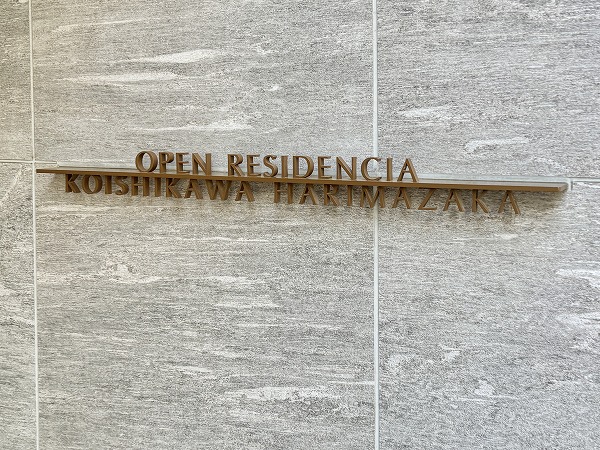 OPEN RESIDENCIA
KOISHIKAWA HARIMAZAKA